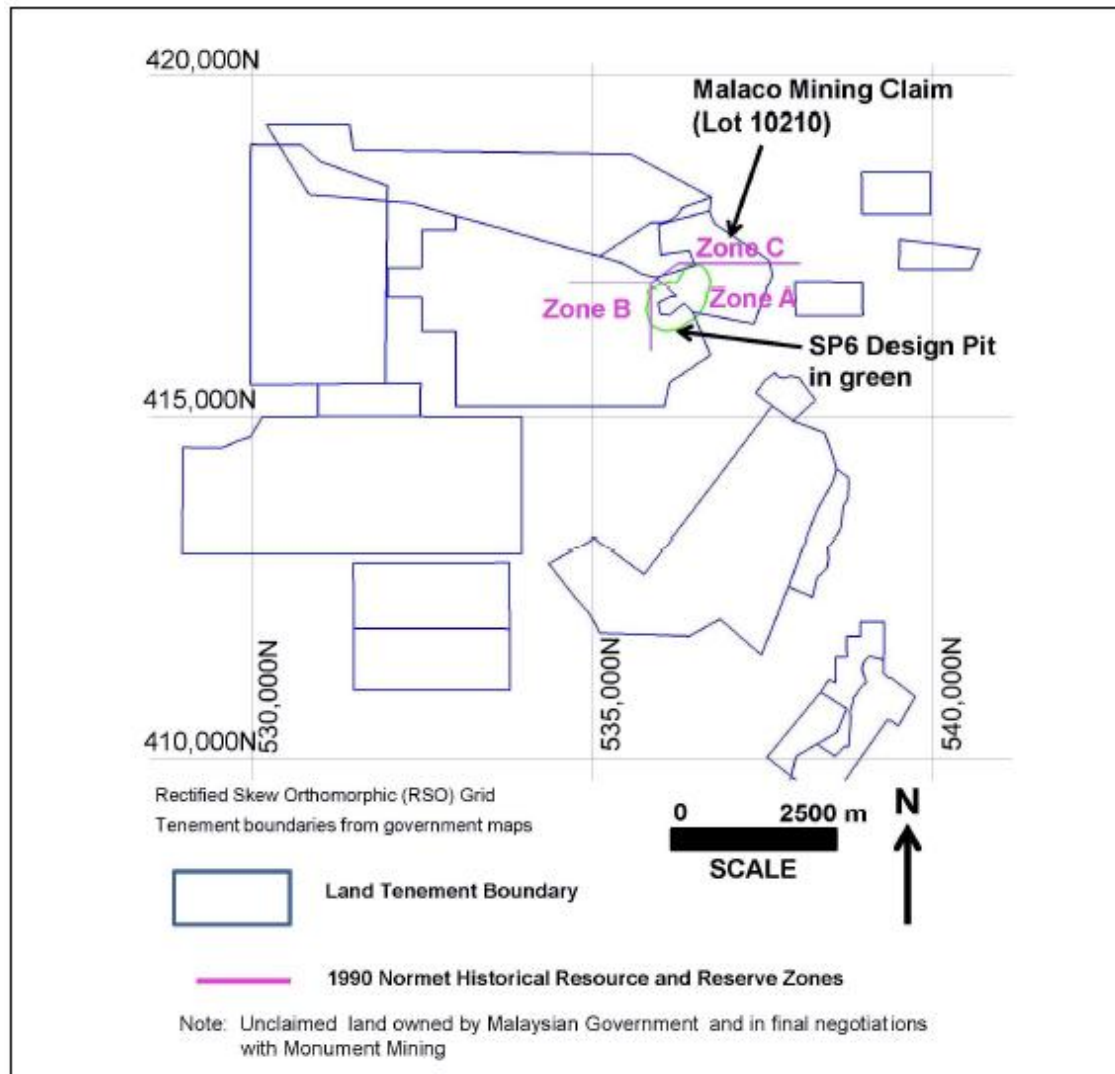 420,000N
Malaco Mining Claim
(Lot 10210)
Zone C
Zone A
Zone B
SP6 Design Pit
in green
415,000N
530,000N
535,000N
540,000N
410,000N
Rectified Skew Orthomorphic (RSO) Grid
Tenement boundaries from government maps
0 2500 m
SCALE
N
Land Tenement Boundary
1990 Normet Historical Resource and Reserve Zones
Note: Unclaimed land owned by Malaysian Government and in final negotiations
with Monument Mining